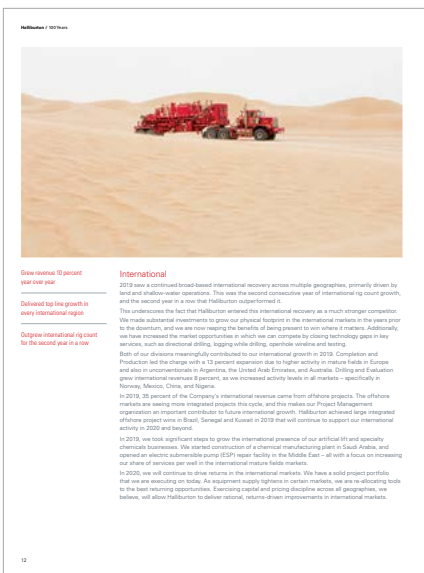 Halliburton / 100 Years
Grew revenue 10 percent
year over year
Delivered top line growth in
every international region
Outgrew international rig count
for the second year in a row
International
2019 saw a continued broad-based international recovery across multiple geographies, primarily driven by
land and shallow-water operations. This was the second consecutive year of international rig count growth,
and the second year in a row that Halliburton outperformed it.
This underscores the fact that Halliburton entered this international recovery as a much stronger competitor.
We made substantial investments to grow our physical footprint in the international markets in the years prior
to the downturn, and we are now reaping the benefits of being present to win where it matters. Additionally,
we have increased the market opportunities in which we can compete by closing technology gaps in key
services, such as directional drilling, logging while drilling, openhole wireline and testing.
Both of our divisions meaningfully contributed to our international growth in 2019. Completion and
Production led the charge with a 13 percent expansion due to higher activity in mature fields in Europe
and also in unconventionals in Argentina, the United Arab Emirates, and Australia. Drilling and Evaluation
grew international revenues 8 percent, as we increased activity levels in all markets – specifically in
Norway, Mexico, China, and Nigeria.
In 2019, 35 percent of the Company's international revenue came from offshore projects. The offshore
markets are seeing more integrated projects this cycle, and this makes our Project Management
organization an important contributor to future international growth. Halliburton achieved large integrated
offshore project wins in Brazil, Senegal and Kuwait in 2019 that will continue to support our international
activity in 2020 and beyond.
In 2019, we took significant steps to grow the international presence of our artificial lift and specialty
chemicals businesses. We started construction of a chemical manufacturing plant in Saudi Arabia, and
opened an electric submersible pump (ESP) repair facility in the Middle East – all with a focus on increasing
our share of services per well in the international mature fields markets.
In 2020, we will continue to drive returns in the international markets. We have a solid project portfolio
that we are executing on today. As equipment supply tightens in certain markets, we are re-allocating tools
to the best returning opportunities. Exercising capital and pricing discipline across all geographies, we
believe, will allow Halliburton to deliver rational, returns-driven improvements in international markets.
12